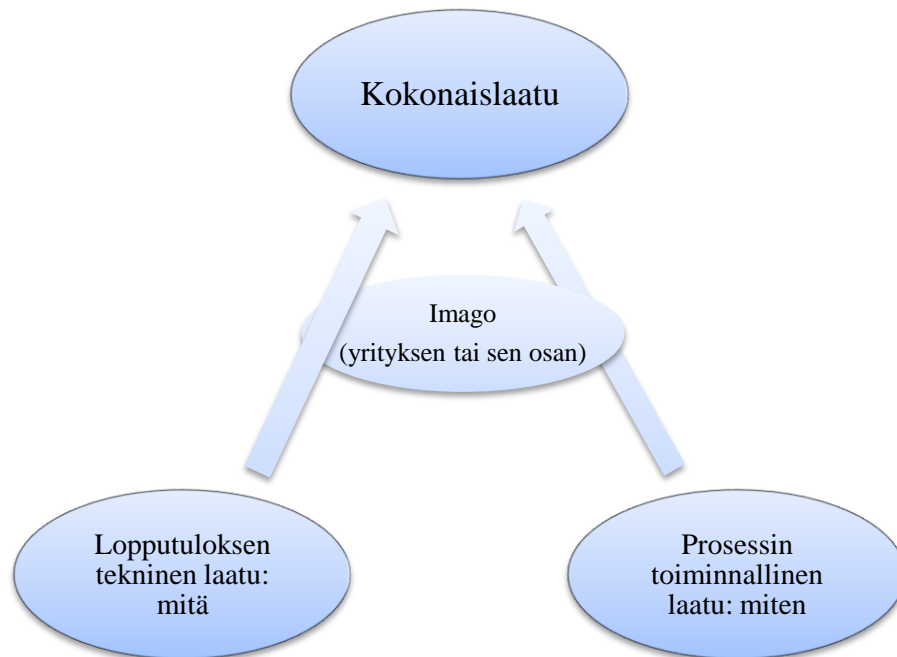 Kokonaislaatu
Imago
(yrityksen tai sen osan)
Lopputuloksen
tekninen laatu:
mitä
Prosessin
toiminnallinen
laatu: miten